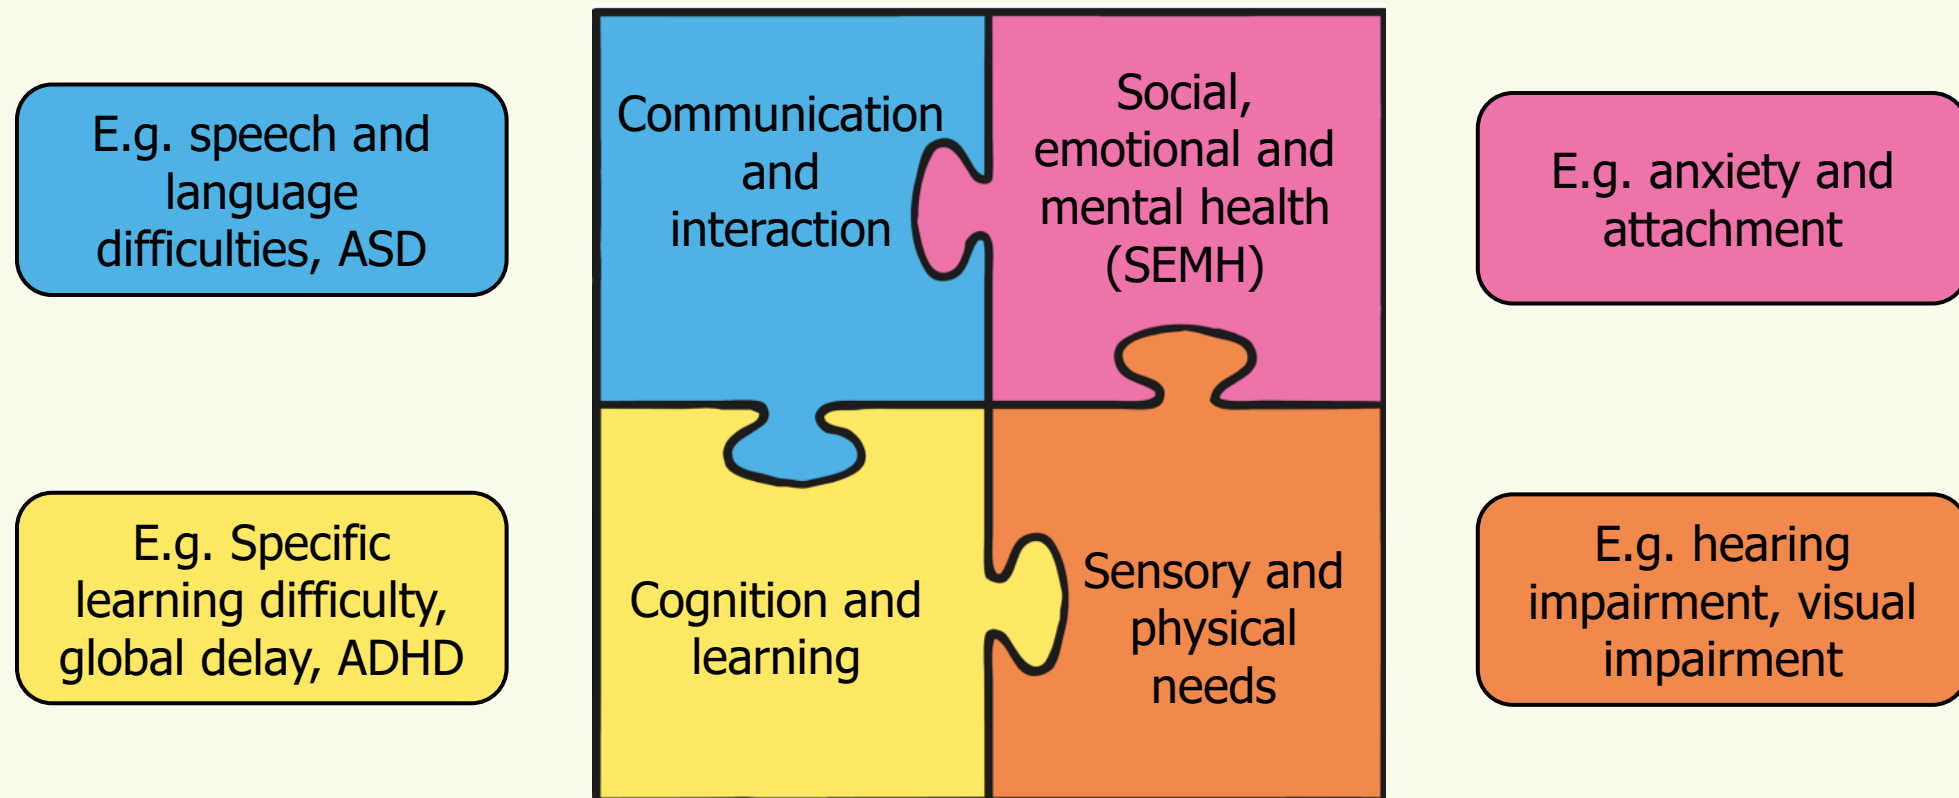 E.g. speech and
language
difficulties, ASD
Communication
and
interaction
Social,
emotional and
mental health
(SEMH)
E.g. anxiety and
attachment
E.g. Specific
learning difficulty,
global delay, ADHD
Cognition and
learning
Sensory and
physical
needs
E.g. hearing
impairment, visual
impairment